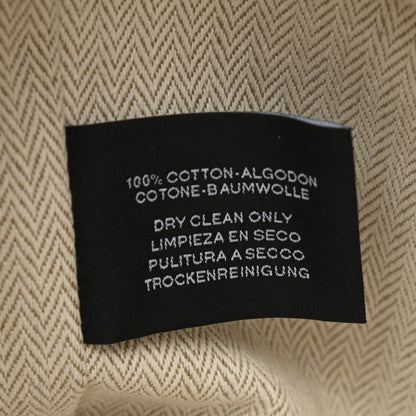 100% COTTON-ALGODON
COTONE-BAUMWOLLE
DRY CLEAN ONLY
LIMPIEZA EN SECO
PULITURA A SECCO
TROCKENREINIGUNG